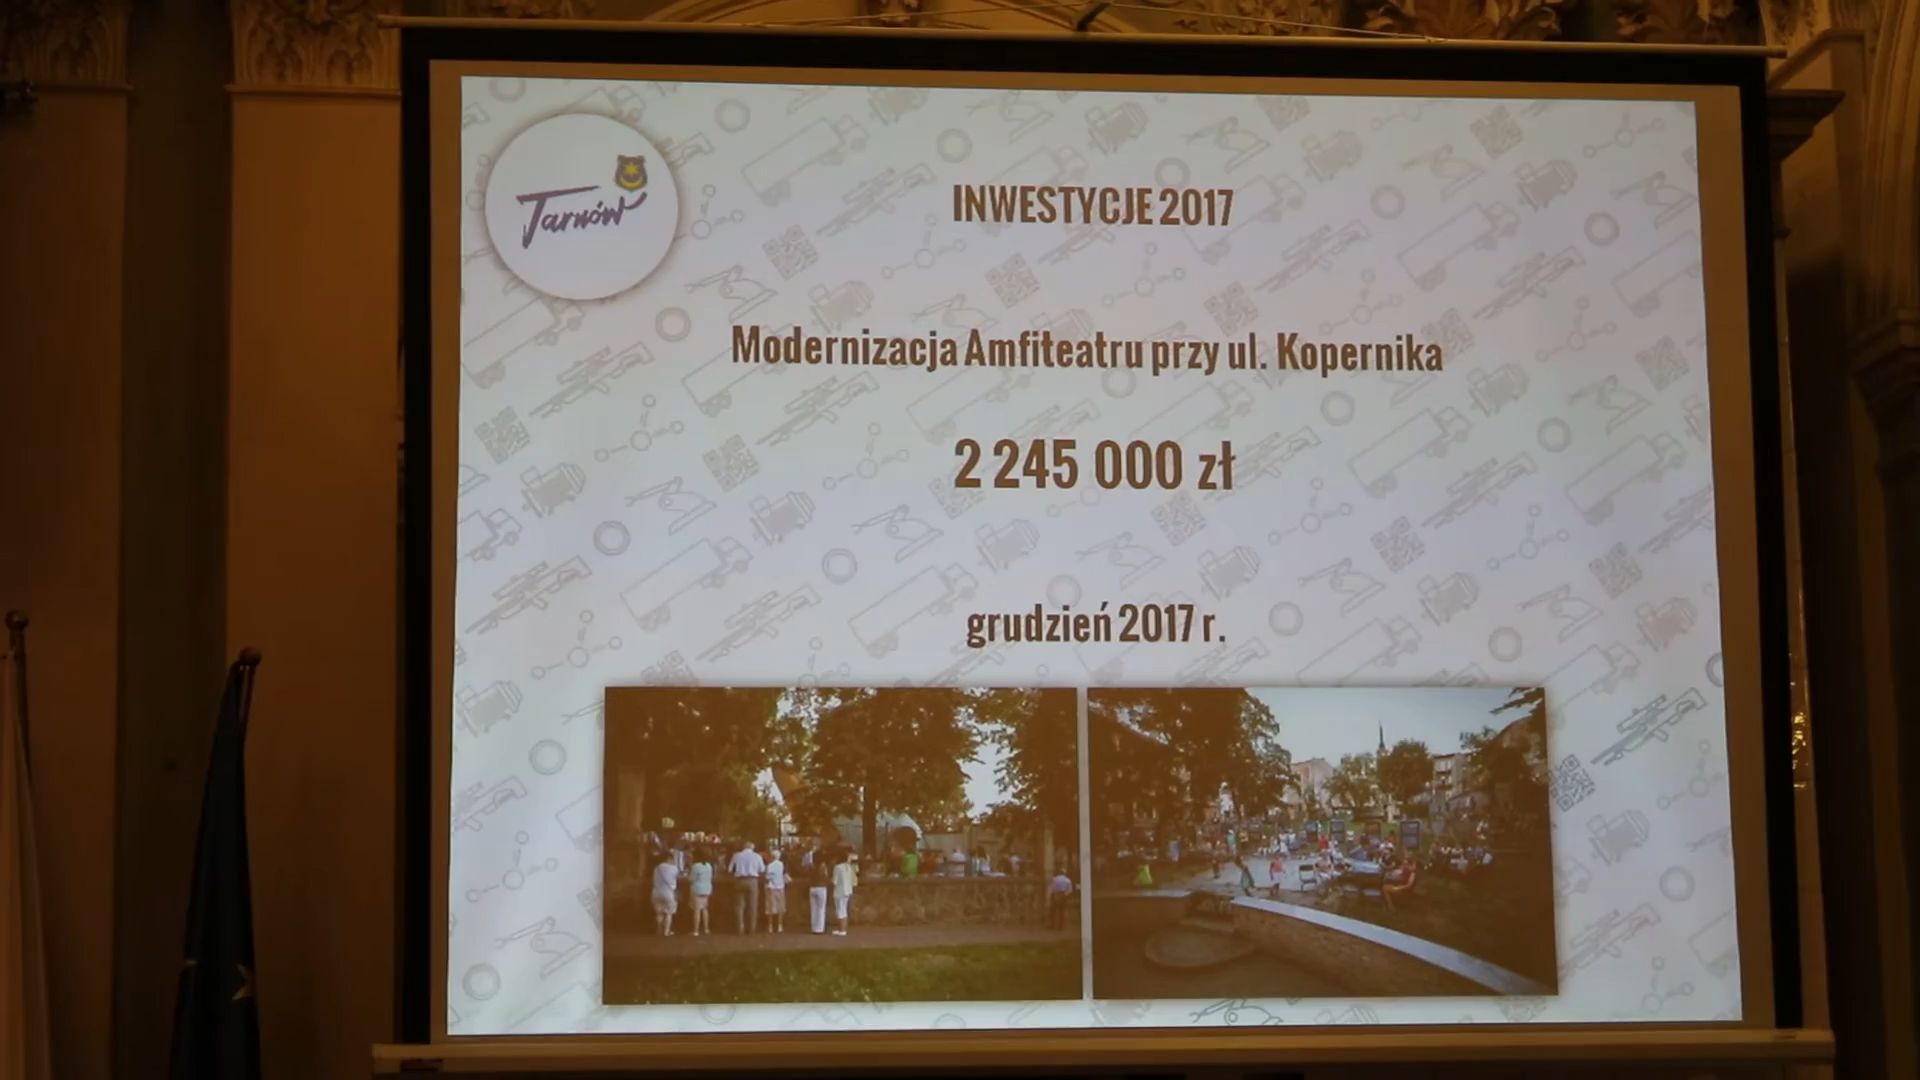 Tarnów
INWESTYCJE 2017
Modernizacja Amfiteatru przy ul. Kopernika
2 245 000 zł
grudzień 2017 r.